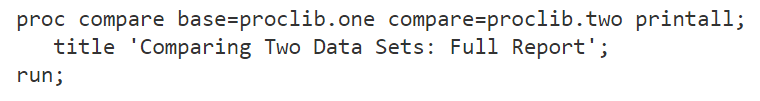 proc compare base=proclib.one compare=proclib.two printall;
   title 'Comparing Two Data Sets: Full Report';
run;